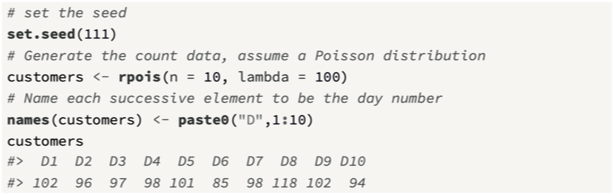 # set the seed
set.seed(111)
# Generate the count data, assume a Poisson distribution
customers <- rpois(n = 10, lambda = 100)
# Name each successive element to be the day number
names(customers) <- paste0("D",1:10)
customers
#>  D1  D2  D3  D4  D5  D6  D7  D8  D9 D10
#> 102  96  97  98 101  85  98 118 102  94